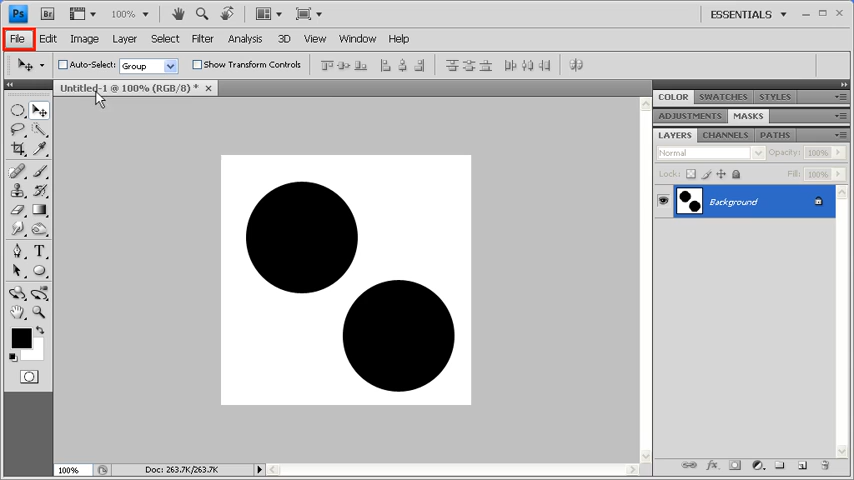 Ps Br 100% ESSENTIALS
File Edit Image Layer Select Filter Analysis 3D View Window Help
Auto-Select: Group Show Transform Controls
Untitled-1 @ 100% (RGB/8) *
COLOR SWATCHES STYLES
ADJUSTMENTS MASKS
LAYERS CHANNELS PATHS
Normal Opacity: 100%
Lock: Fill: 100%
Background
T
fx
100% Doc: 263.7K/263.7K